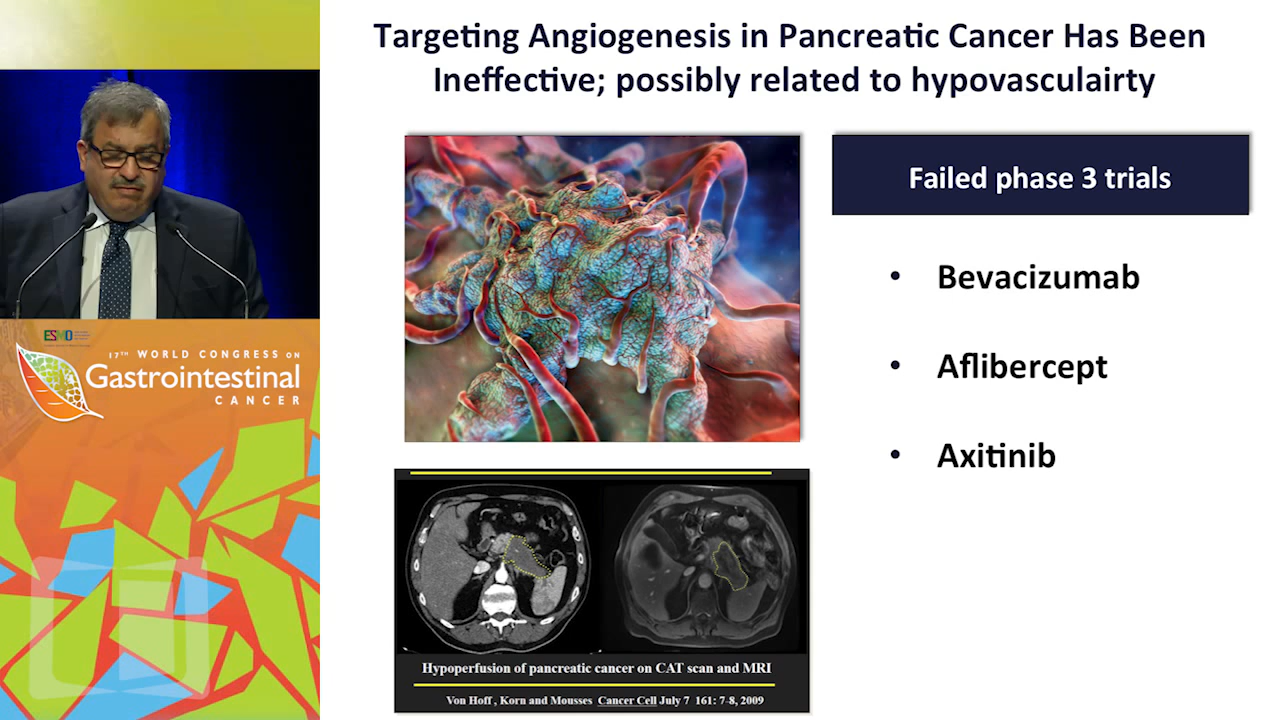 Targeting Angiogenesis in Pancreatic Cancer Has Been
Ineffective; possibly related to hypovasculairty
Failed phase 3 trials
• Bevacizumab
• Aflibercept
• Axitinib
Hypoperfusion of pancreatic cancer on CAT scan and MRI
Von Hoff , Korn and Mousses Cancer Cell July 7 161: 7-8, 2009
ESMO
17TH WORLD CONGRESS ON
Gastrointestinal
CANCER